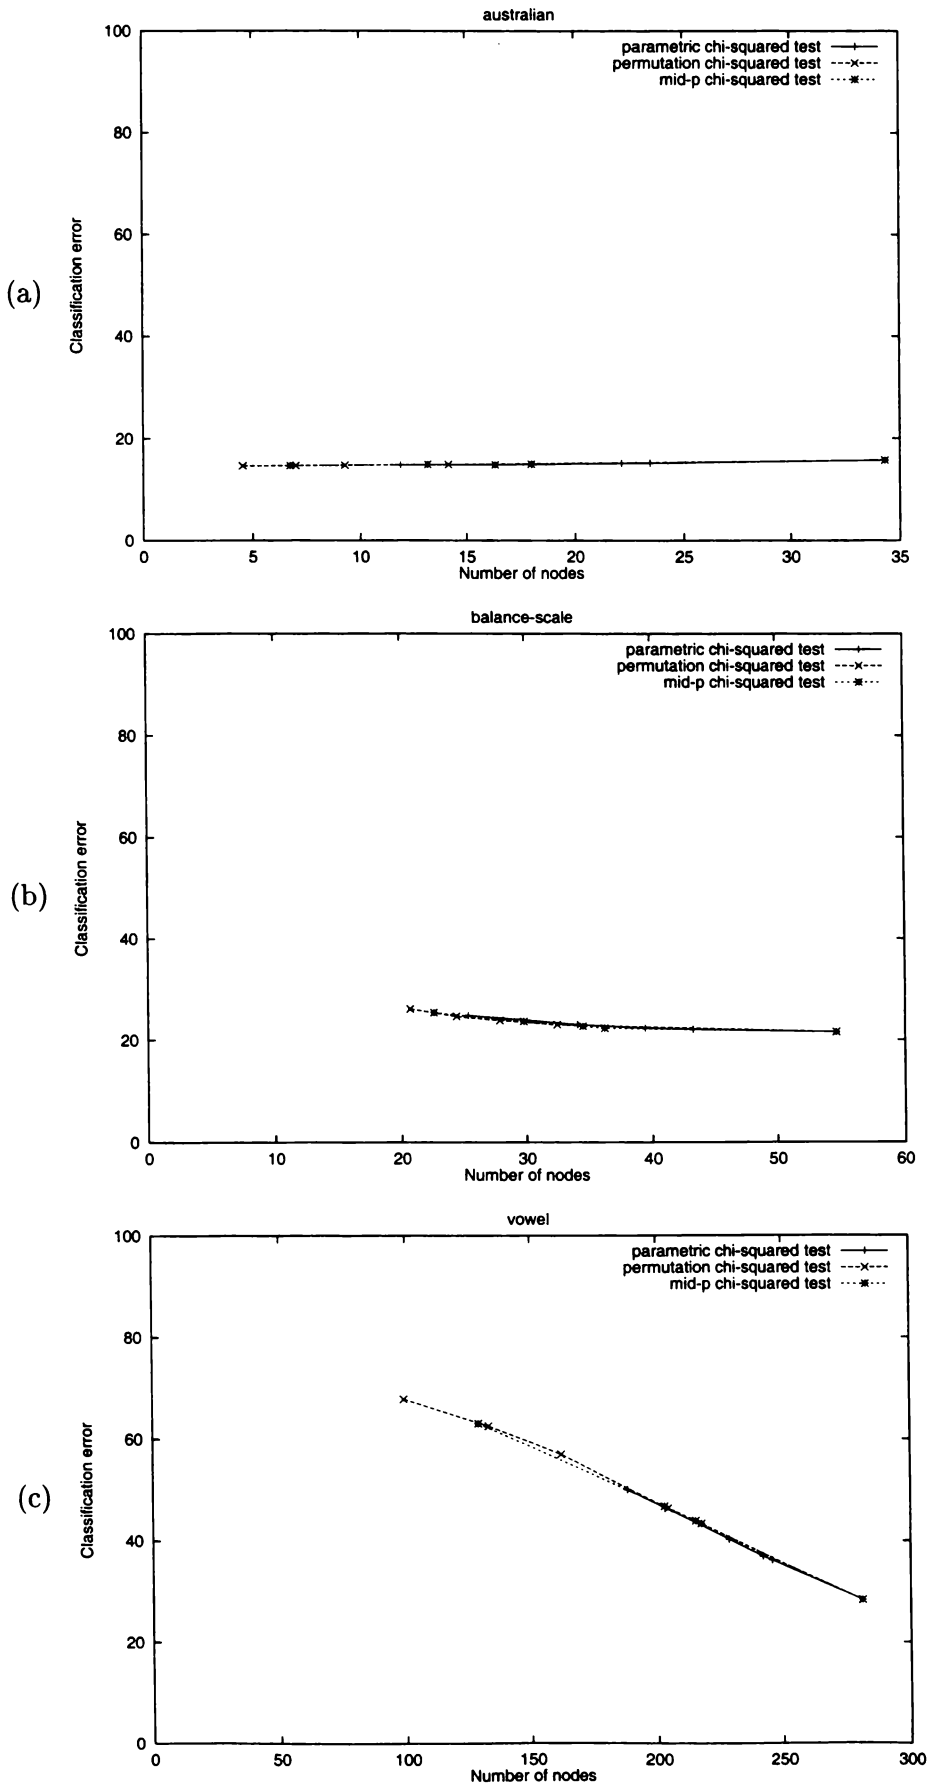 australian
100
80
60
40
20
0
Classification error
parametric chi-squared test
permutation chi-squared test
mid-p chi-squared test
(a)
0 5 10 15 20 25 30 35
Number of nodes
balance-scale
100
80
60
40
20
0
Classification error
parametric chi-squared test
permutation chi-squared test
mid-p chi-squared test
(b)
0 10 20 30 40 50 60
Number of nodes
vowel
100
80
60
40
20
0
Classification error
parametric chi-squared test
permutation chi-squared test
mid-p chi-squared test
(c)
0 50 100 150 200 250 300
Number of nodes